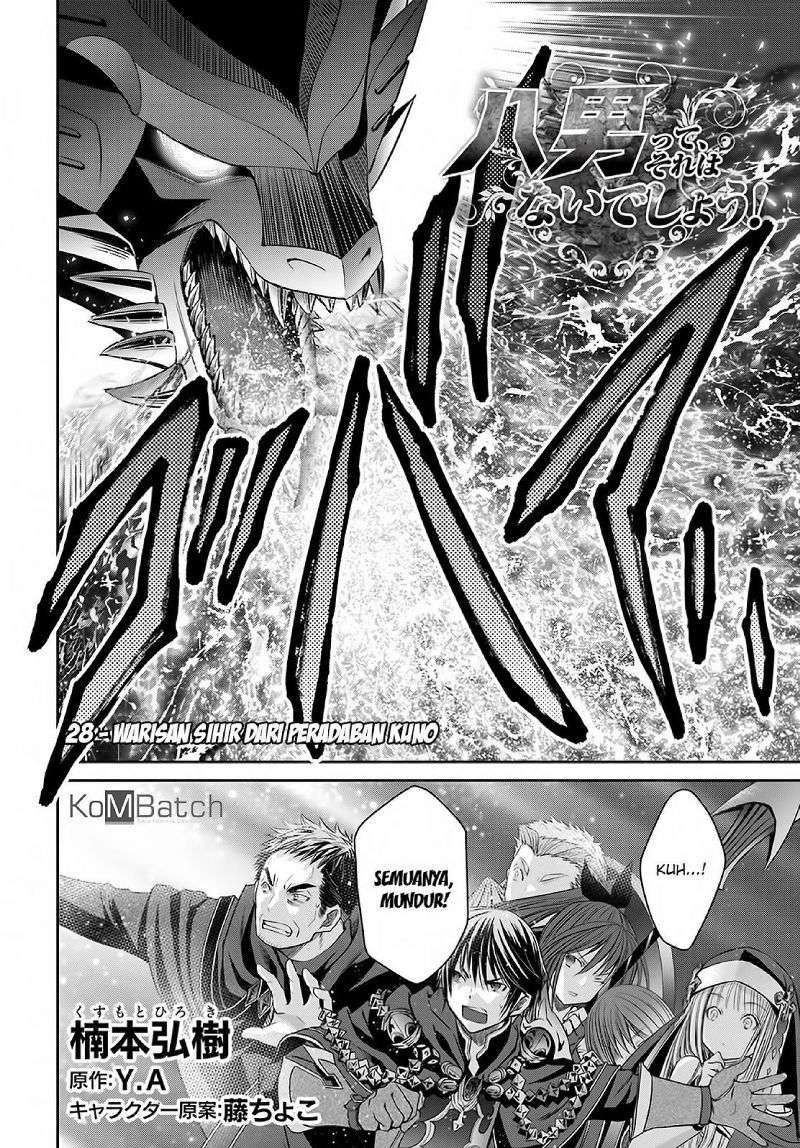 八男って、
それは
ないでしょう!
グバァ
28 - WARISAN SIHIR DARI PERADABAN KUNO
KoMBatch
KUH...!
SEMUANYA,
MUNDUR!
くすもとひろき
楠本弘樹
原作:Y.A
キャラクター原案:藤ちょこ